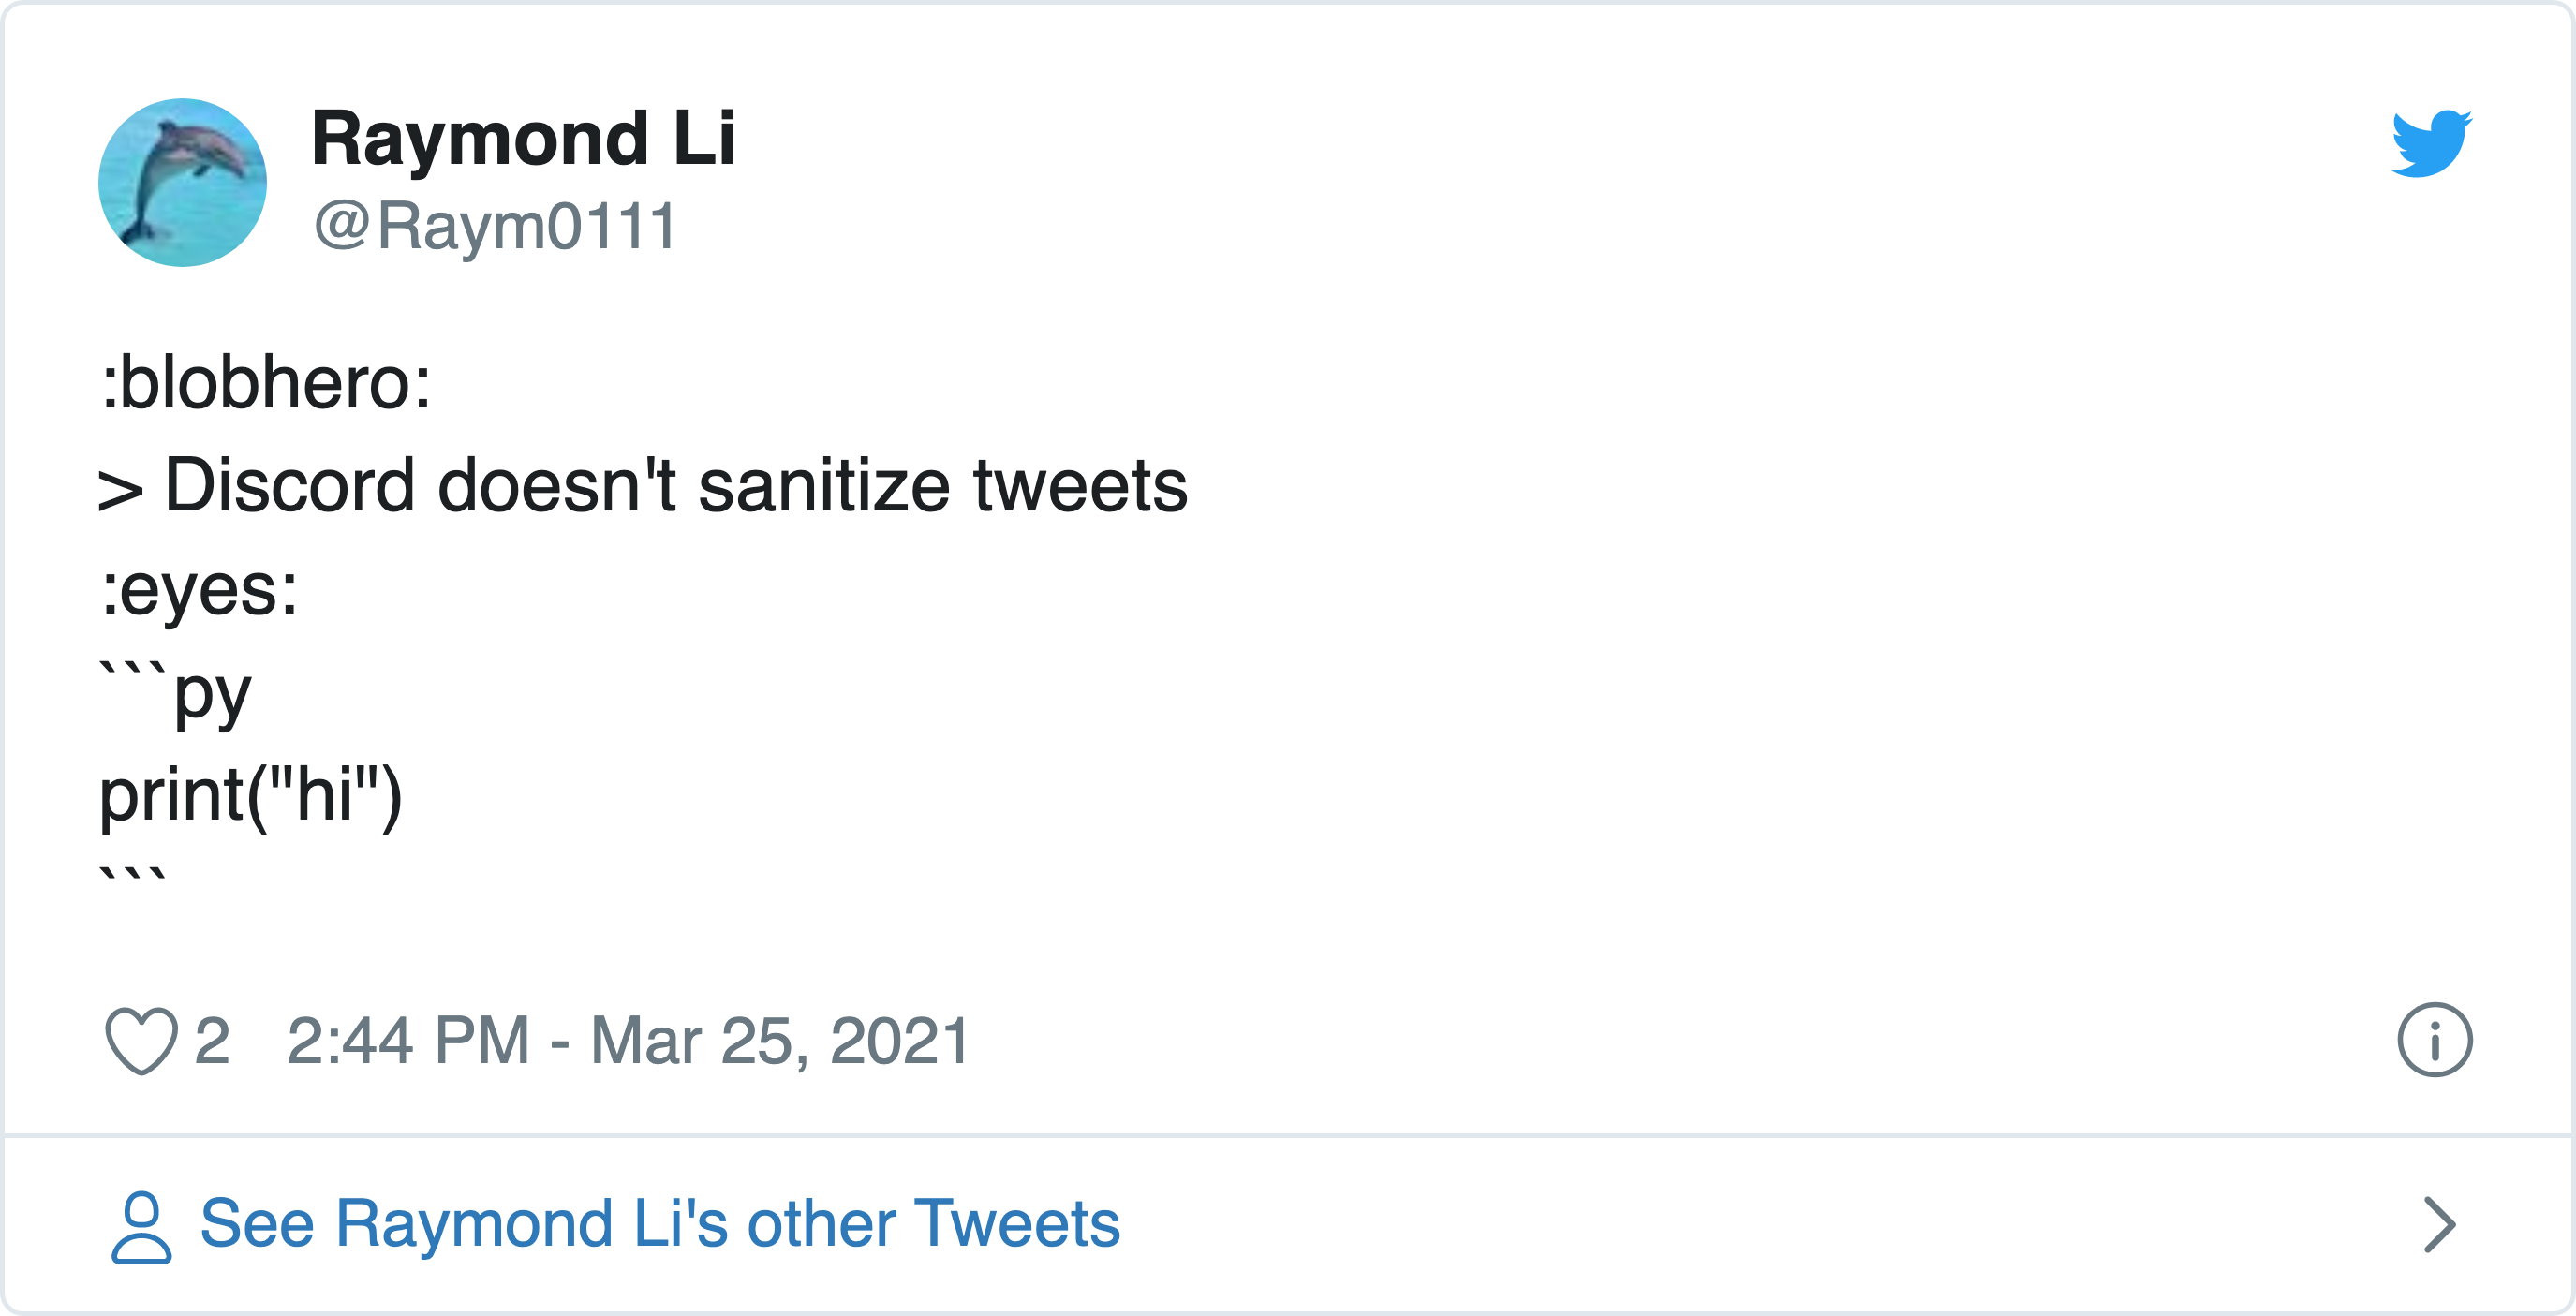 Raymond Li
@Raym0111
:blobhero:
> Discord doesn't sanitize tweets
:eyes:
```py
print("hi")
```
2 2:44 PM - Mar 25, 2021
See Raymond Li's other Tweets